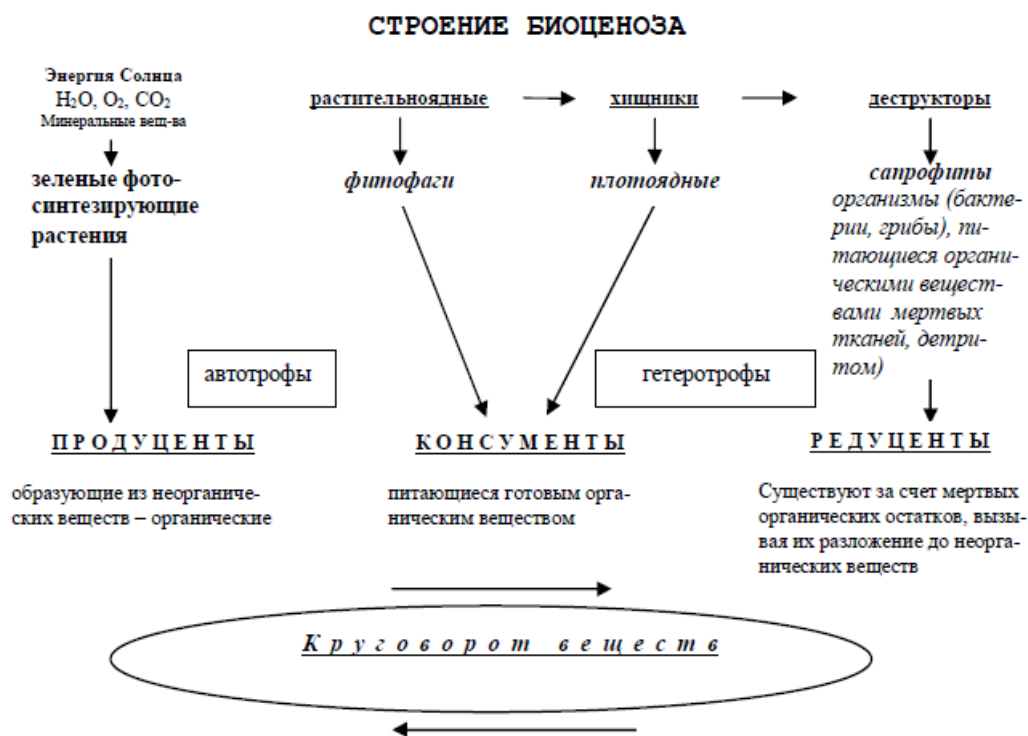 СТРОЕНИЕ БИОЦЕНОЗА
Энергия Солнца
H₂O, O₂, CO₂
Минеральные вещ-ва
зеленые фото-
синтезирующие
растения
растительноядные
хищники
деструкторы
фитофаги
плотоядные
сапрофиты
организмы (бакте-
рии, грибы), пи-
тающиеся органи-
ческими вещест-
вами мертвых
тканей, детри-
том)
автотрофы
гетеротрофы
ПРОДУЦЕНТЫ
КОНСУМЕНТЫ
РЕДУЦЕНТЫ
образующие из неорганиче-
ских веществ – органические
питающиеся готовым орга-
ническим веществом
Существуют за счет мертвых
органических остатков, вызы-
вая их разложение до неорга-
нических веществ
Круговорот веществ